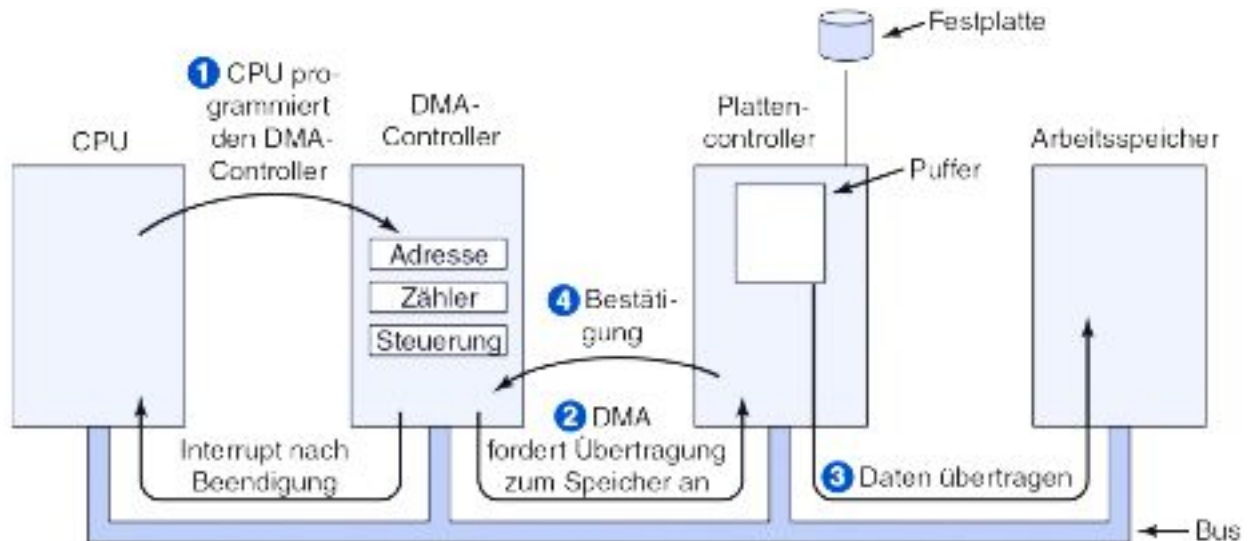 Festplatte
1 CPU pro-
grammiert
den DMA-
Controller
CPU
DMA-
Controller
Platten-
controller
Arbeitsspeicher
Puffer
Adresse
Zähler
Steuerung
4 Bestäti-
gung
Interrupt nach
Beendigung
2 DMA
fordert Übertragung
zum Speicher an
3 Daten übertragen
Bus